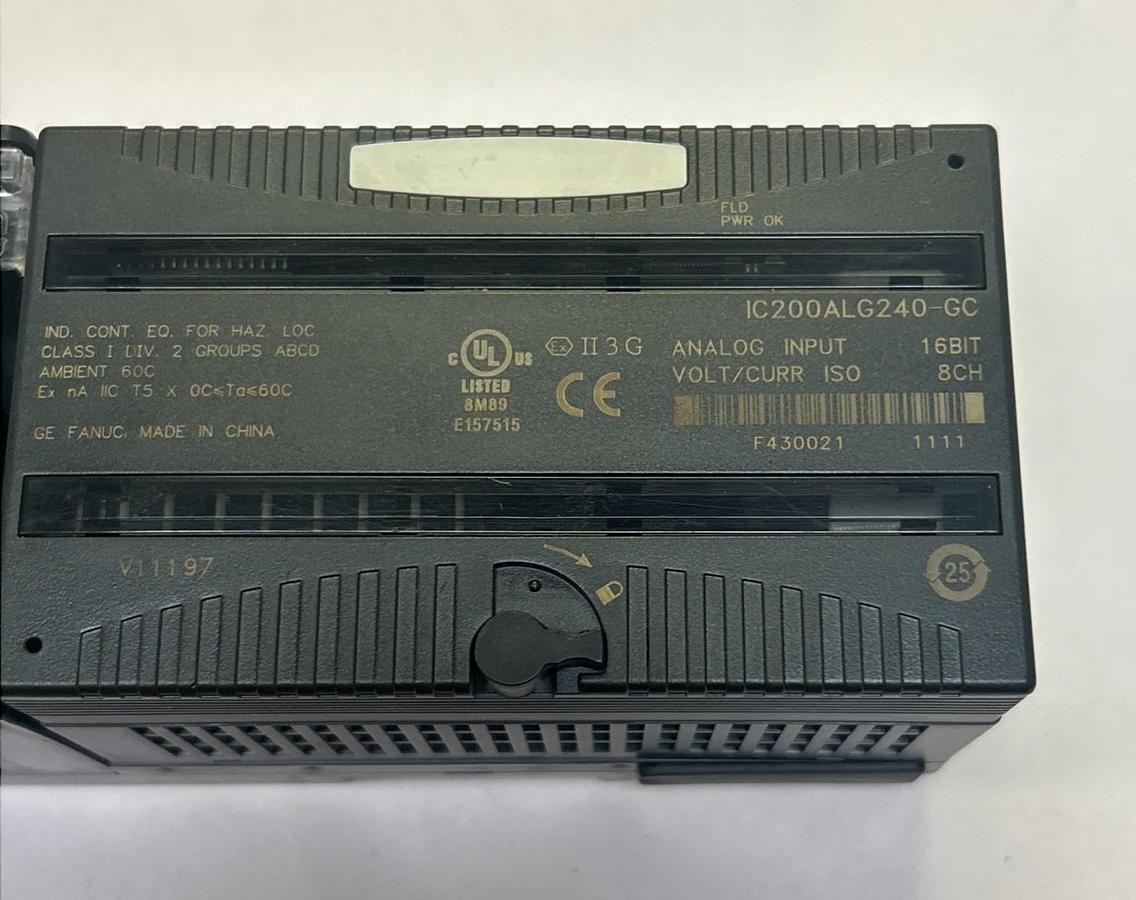 FLD
PWR OK
IC200ALG240-GC
IND. CONT. EQ. FOR HAZ. LOC
CLASS I DIV. 2 GROUPS ABCD
AMBIENT 60C
Ex nA IIC T5 X 0C≤Ta≤60C
GE FANUC, MADE IN CHINA
C UL US
LISTED
8M89
E157515
Ex II 3 G
CE
ANALOG INPUT 16BIT
VOLT/CURR ISO 8CH
F430021 1111
V11197
25